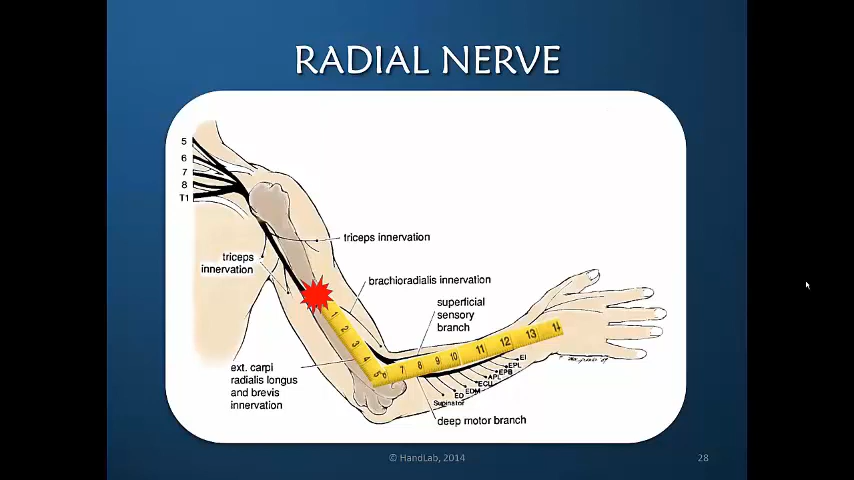 RADIAL NERVE
5
6
7
8
T1
triceps innervation
triceps
innervation
brachioradialis innervation
superficial
sensory
branch
1
2
3
4
5
6
7
8
9
10
11
12
13
14
ext. carpi
radialis longus
and brevis
innervation
EI
EPL
EPB
APL
ECU
EDM
ED
Supinator
deep motor branch
© HandLab, 2014
28